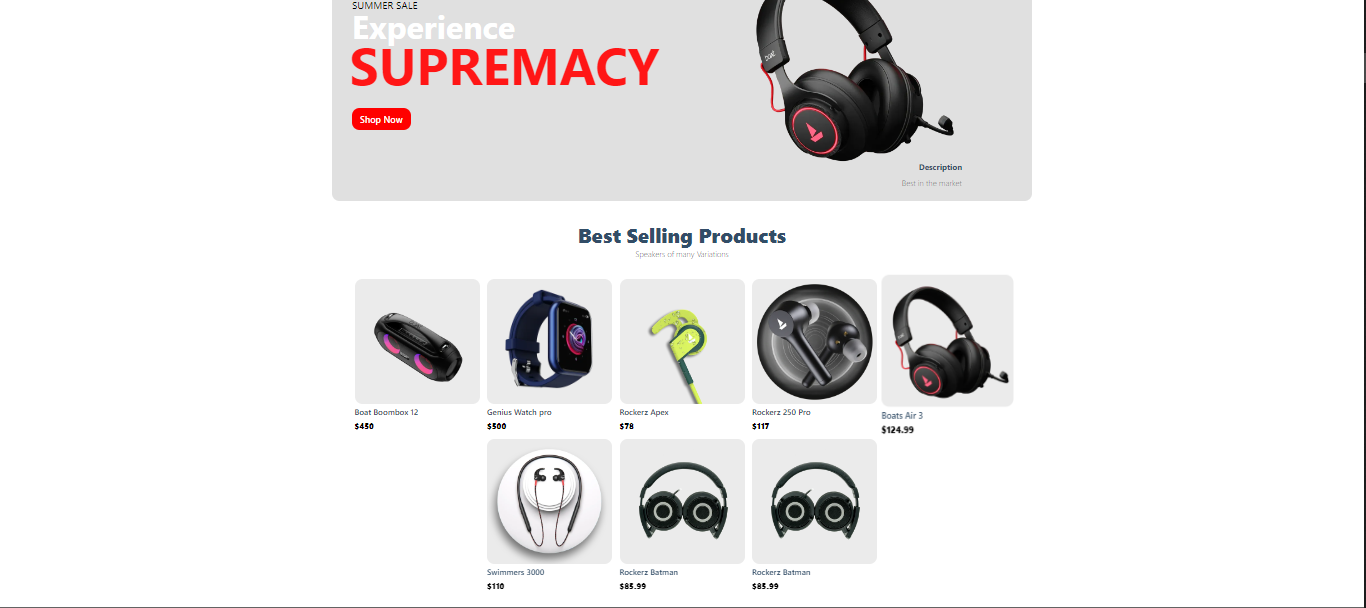 SUMMER SALE
Experience
SUPREMACY
Shop Now
Description
Best in the market
Best Selling Products
Speakers of many Variations
Boat Boombox 12
$450
Genius Watch pro
$500
Rockerz Apex
$78
Rockerz 250 Pro
$117
Boats Air 3
$124.99
Swimmers 3000
$110
Rockerz Batman
$85.99
Rockerz Batman
$85.99